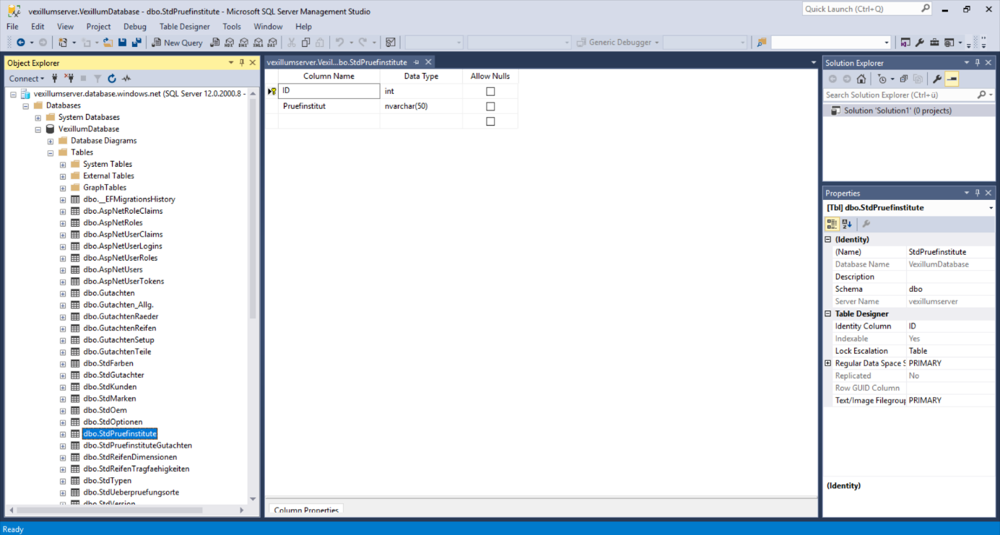 vexillumserver.VexillumDatabase - dbo.StdPruefinstitute - Microsoft SQL Server Management Studio
Quick Launch (Ctrl+Q)
File Edit View Project Debug Table Designer Tools Window Help
New Query MDX DMX XMLA DAX Generic Debugger
Object Explorer
Connect
vexillumserver.database.windows.net (SQL Server 12.0.2000.8 -
Databases
System Databases
VexillumDatabase
Database Diagrams
Tables
System Tables
External Tables
GraphTables
dbo.__EFMigrationsHistory
dbo.AspNetRoleClaims
dbo.AspNetRoles
dbo.AspNetUserClaims
dbo.AspNetUserLogins
dbo.AspNetUserRoles
dbo.AspNetUsers
dbo.AspNetUserTokens
dbo.Gutachten
dbo.Gutachten_Allg.
dbo.GutachtenRaeder
dbo.GutachtenReifen
dbo.GutachtenSetup
dbo.GutachtenTeile
dbo.StdFarben
dbo.StdGutachter
dbo.StdKunden
dbo.StdMarken
dbo.StdOem
dbo.StdOptionen
dbo.StdPruefinstitute
dbo.StdPruefinstituteGutachten
dbo.StdReifenDimensionen
dbo.StdReifenTragfaehigkeiten
dbo.StdTypen
dbo.StdUeberpruefungsorte
dbo.StdVersion
vexillumserver.Vexil...bo.StdPruefinstitute
Column Name Data Type Allow Nulls
ID int
Pruefinstitut nvarchar(50)
Column Properties
Solution Explorer
Search Solution Explorer (Ctrl+ü)
Solution 'Solution1' (0 projects)
Properties
[Tbl] dbo.StdPruefinstitute
(Identity)
(Name) StdPruefinstitute
Database Name VexillumDatabase
Description
Schema dbo
Server Name vexillumserver
Table Designer
Identity Column ID
Indexable Yes
Lock Escalation Table
Regular Data Space S PRIMARY
Replicated No
Row GUID Column
Text/Image Filegroup PRIMARY
(Identity)
Ready